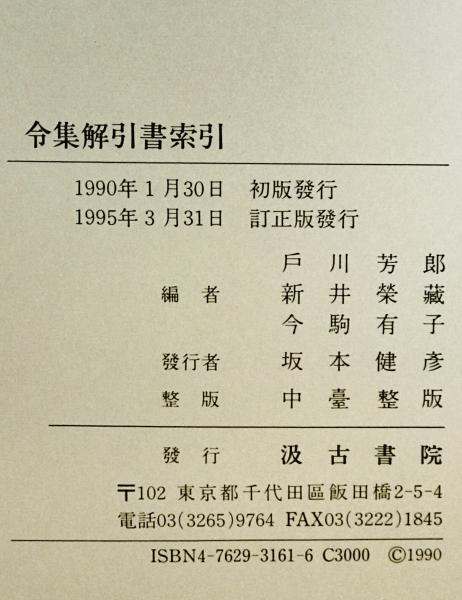 令集解引書索引
1990年1月30日 初版發行
1995年3月31日 訂正版發行
戶川芳郎
編者 新井榮藏
今駒有子
發行者 坂本健彥
整版 中臺整版
發行 汲古書院
〒102 東京都千代田區飯田橋2-5-4
電話03(3265)9764 FAX03(3222)1845
ISBN4-7629-3161-6 C3000 ©1990